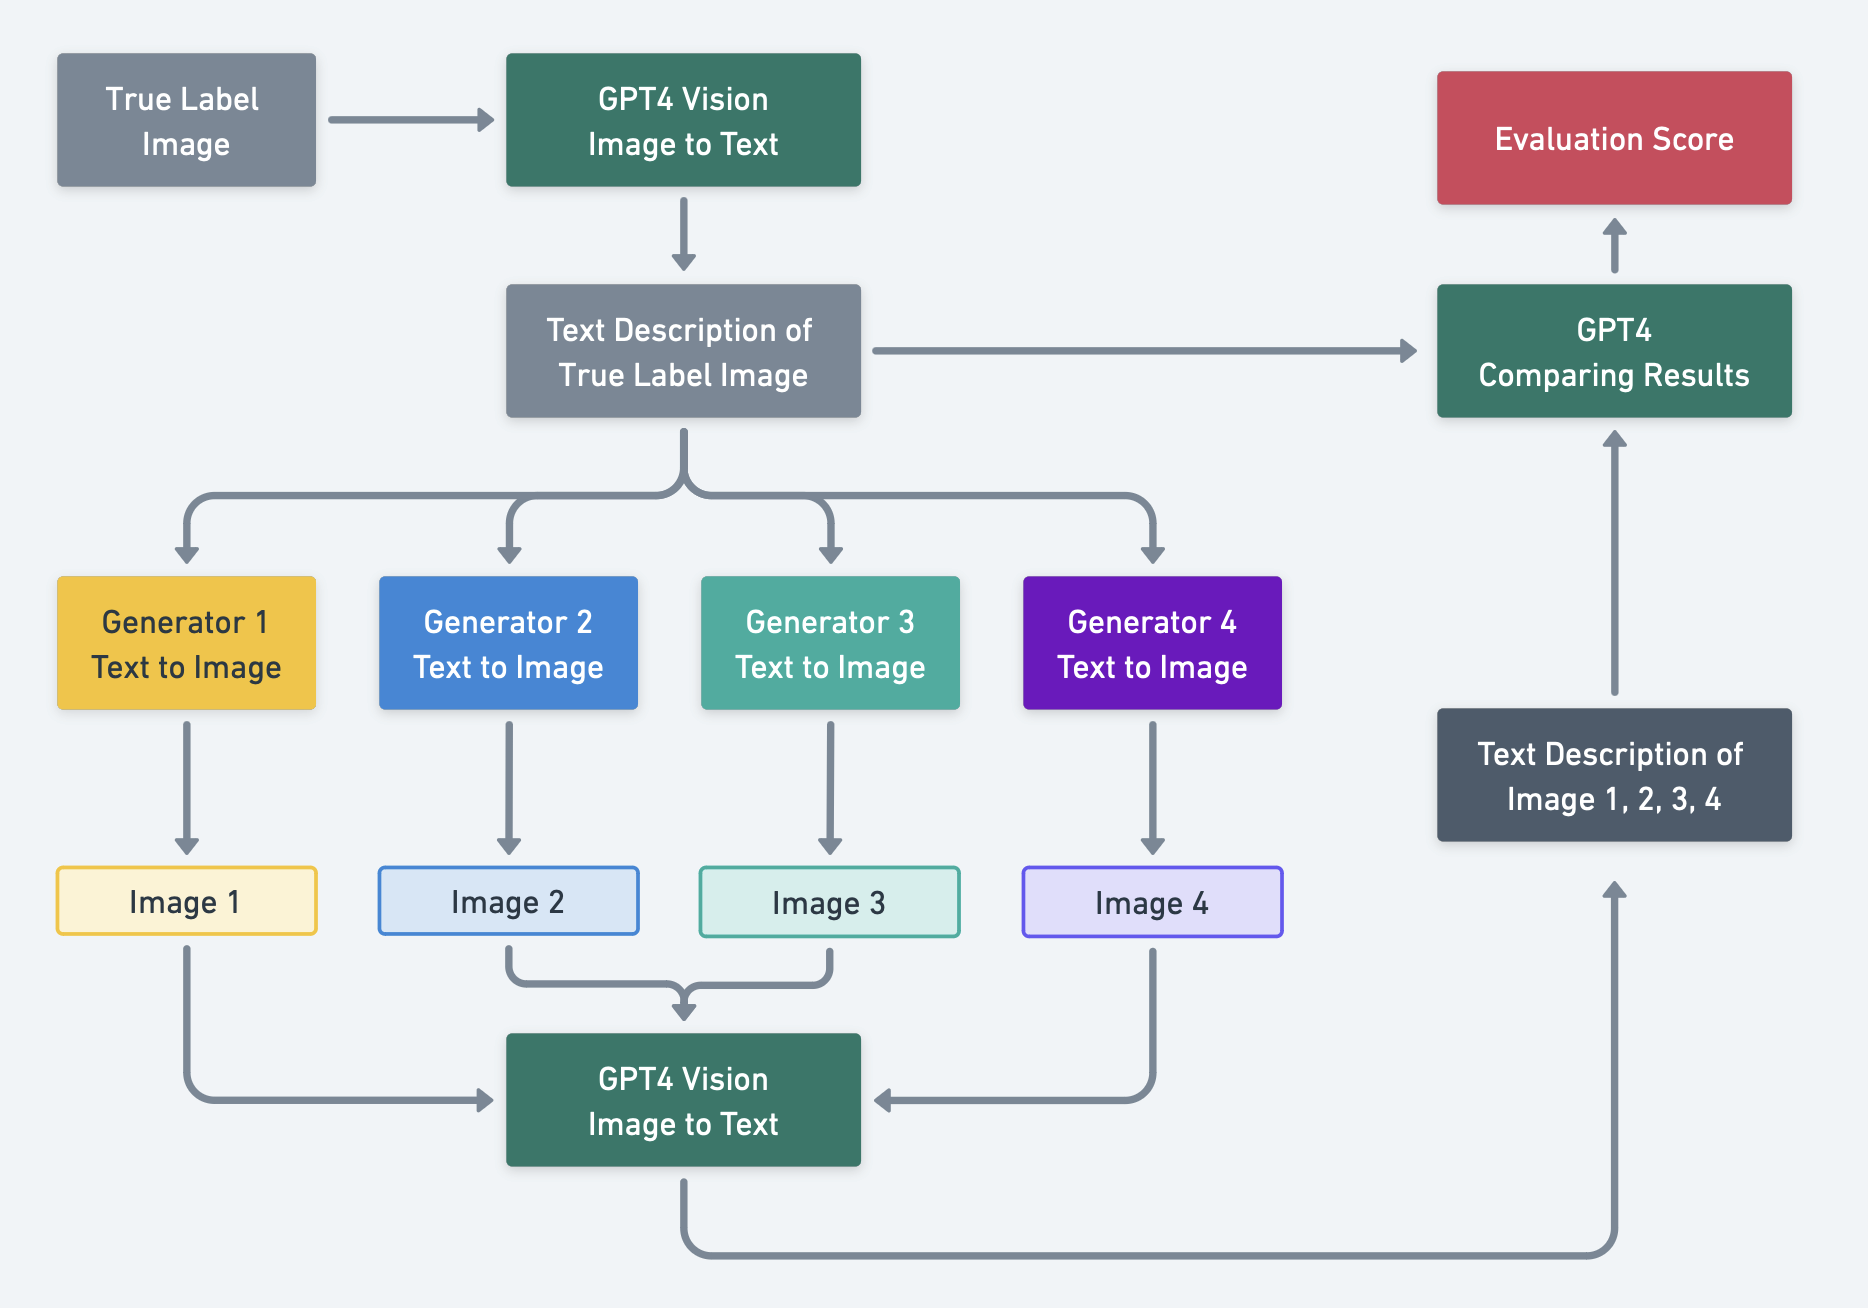 True Label
Image
GPT4 Vision
Image to Text
Evaluation Score
Text Description of
True Label Image
GPT4
Comparing Results
Generator 1
Text to Image
Generator 2
Text to Image
Generator 3
Text to Image
Generator 4
Text to Image
Text Description of
Image 1, 2, 3, 4
Image 1
Image 2
Image 3
Image 4
GPT4 Vision
Image to Text